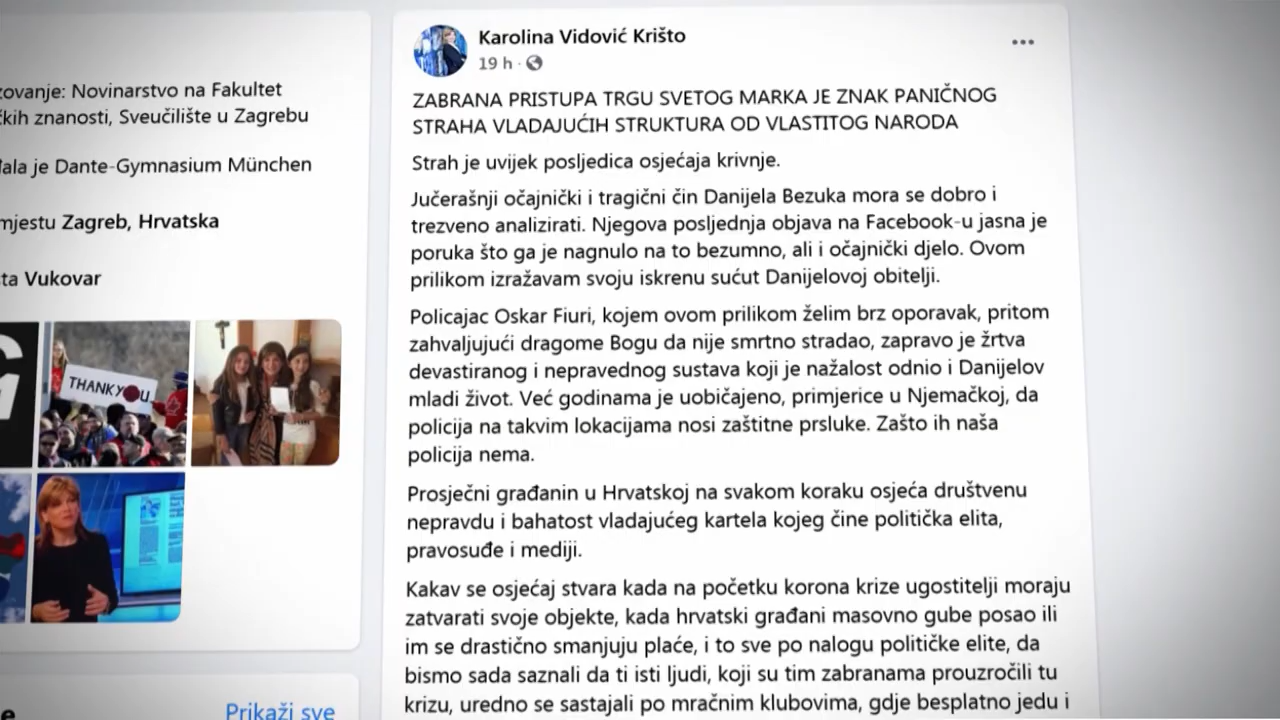 zovanje: Novinarstvo na Fakultet
čkih znanosti, Sveučilište u Zagrebu
đala je Dante-Gymnasium München
mjestu Zagreb, Hrvatska
sta Vukovar
THANK YOU
Prikaži sve
Karolina Vidović Krišto
19 h ·
ZABRANA PRISTUPA TRGU SVETOG MARKA JE ZNAK PANIČNOG
STRAHA VLADAJUĆIH STRUKTURA OD VLASTITOG NARODA
Strah je uvijek posljedica osjećaja krivnje.
Jučerašnji očajnički i tragični čin Danijela Bezuka mora se dobro i
trezveno analizirati. Njegova posljednja objava na Facebook-u jasna je
poruka što ga je nagnulo na to bezumno, ali i očajnički djelo. Ovom
prilikom izražavam svoju iskrenu sućut Danijelovoj obitelji.
Policajac Oskar Fiuri, kojem ovom prilikom želim brz oporavak, pritom
zahvaljujući dragome Bogu da nije smrtno stradao, zapravo je žrtva
devastiranog i nepravednog sustava koji je nažalost odnio i Danijelov
mladi život. Već godinama je uobičajeno, primjerice u Njemačkoj, da
policija na takvim lokacijama nosi zaštitne prsluke. Zašto ih naša
policija nema.
Prosječni građanin u Hrvatskoj na svakom koraku osjeća društvenu
nepravdu i bahatost vladajućeg kartela kojeg čine politička elita,
pravosuđe i mediji.
Kakav se osjećaj stvara kada na početku korona krize ugostitelji moraju
zatvarati svoje objekte, kada hrvatski građani masovno gube posao ili
im se drastično smanjuju plaće, i to sve po nalogu političke elite, da
bismo sada saznali da ti isti ljudi, koji su tim zabranama prouzročili tu
krizu, uredno se sastajali po mračnim klubovima, gdje besplatno jedu i